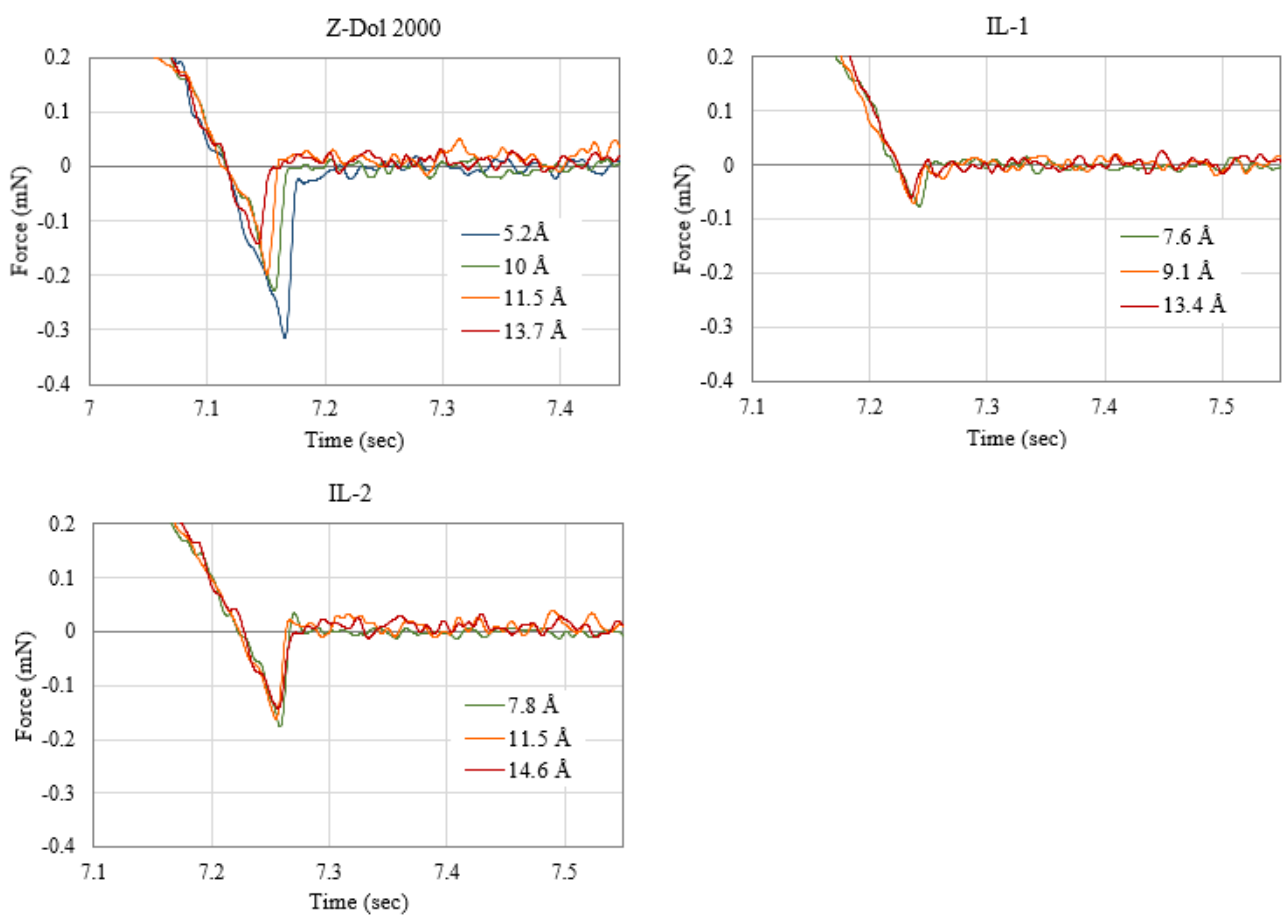 Z-Dol 2000
0.2
0.1
0
-0.1
-0.2
-0.3
-0.4
Force (mN)
5.2Å
10 Å
11.5 Å
13.7 Å
7
7.1
7.2
7.3
7.4
Time (sec)
IL-1
0.2
0.1
0
-0.1
-0.2
-0.3
-0.4
Force (mN)
7.6 Å
9.1 Å
13.4 Å
7.1
7.2
7.3
7.4
7.5
Time (sec)
IL-2
0.2
0.1
0
-0.1
-0.2
-0.3
-0.4
Force (mN)
7.8 Å
11.5 Å
14.6 Å
7.1
7.2
7.3
7.4
7.5
Time (sec)